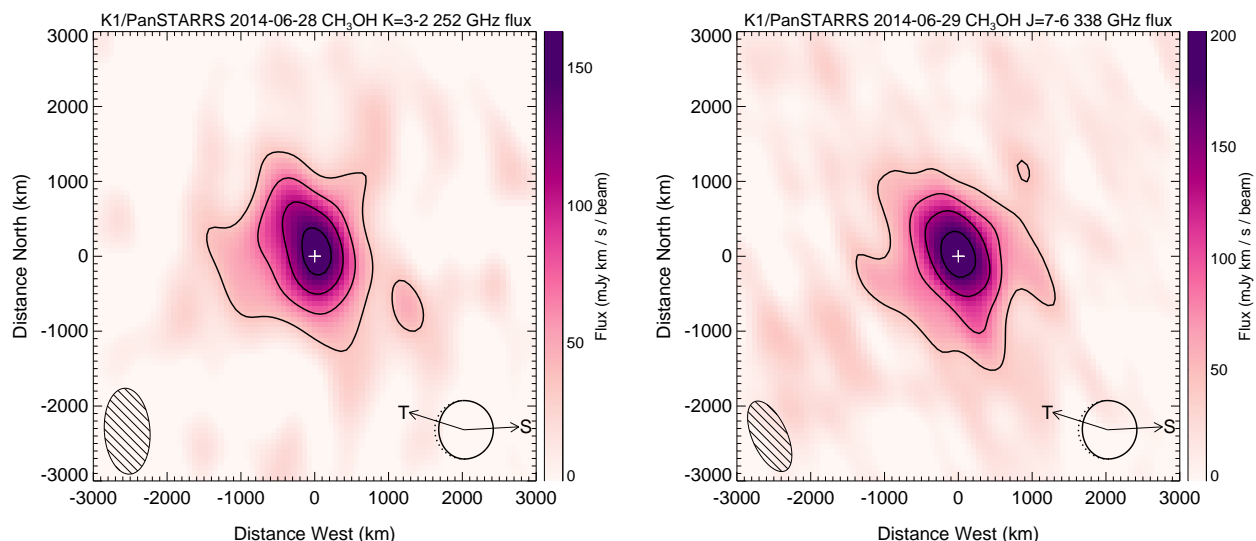 K1/PanSTARRS 2014-06-28 CH₃OH K=3-2 252 GHz flux
3000
2000
1000
0
-1000
-2000
-3000
-3000 -2000 -1000 0 1000 2000 3000
Distance West (km)
Distance North (km)
T
S
150
100
50
0
Flux (mJy km / s / beam)
K1/PanSTARRS 2014-06-29 CH₃OH J=7-6 338 GHz flux
3000
2000
1000
0
-1000
-2000
-3000
-3000 -2000 -1000 0 1000 2000 3000
Distance West (km)
Distance North (km)
T
S
200
150
100
50
0
Flux (mJy km / s / beam)